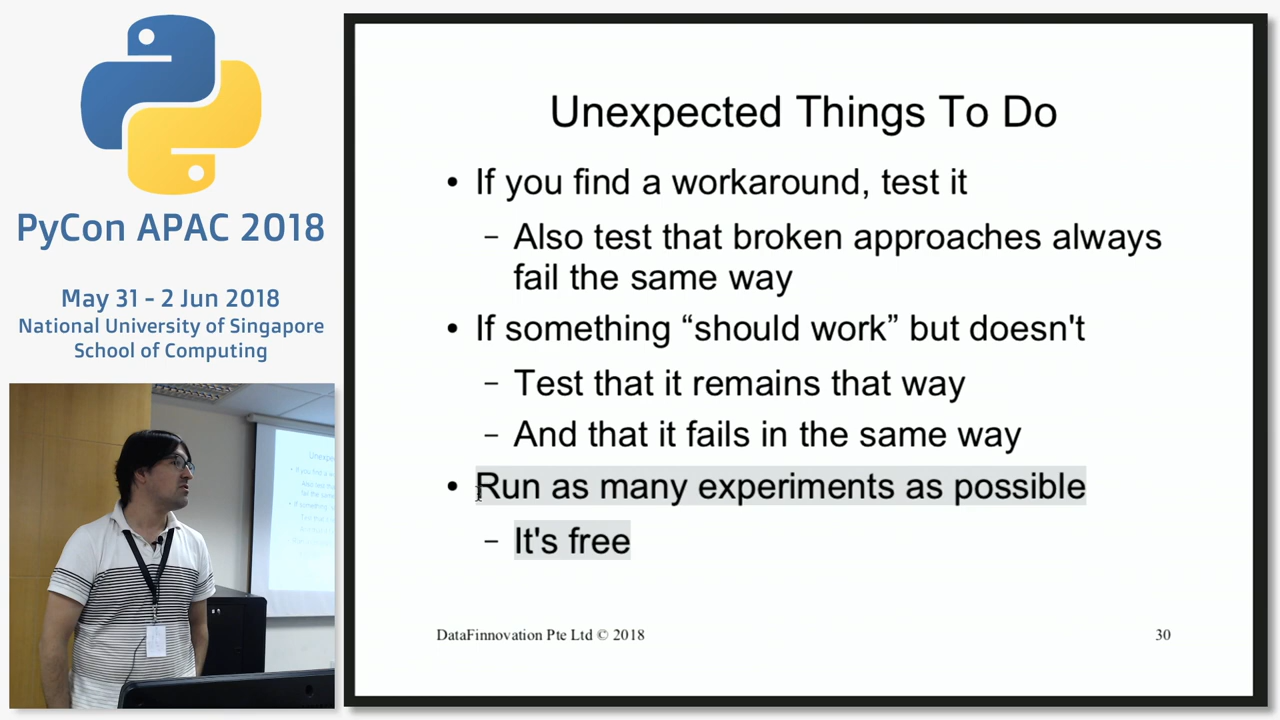 PyCon APAC 2018
May 31 - 2 Jun 2018
National University of Singapore
School of Computing
Unexpected Things To Do
• If you find a workaround, test it
– Also test that broken approaches always
fail the same way
• If something “should work” but doesn't
– Test that it remains that way
– And that it fails in the same way
• Run as many experiments as possible
– It's free
DataFinnovation Pte Ltd © 2018
30